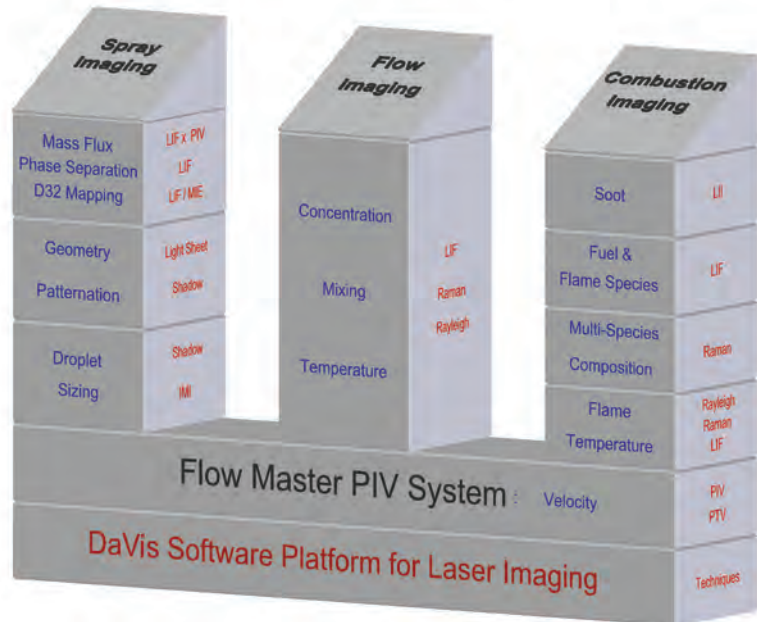 Spray
Imaging
Mass Flux
Phase Separation
D32 Mapping
LIF x PIV
LIF
LIF / MIE
Geometry
Patternation
Light Sheet
Shadow
Droplet
Sizing
Shadow
IMI
Flow
Imaging
Concentration
Mixing
Temperature
LIF
Raman
Rayleigh
Combustion
Imaging
Soot
LII
Fuel &
Flame Species
LIF
Multi-Species
Composition
Raman
Flame
Temperature
Rayleigh
Raman
LIF
Flow Master PIV System : Velocity
PIV
PTV
DaVis Software Platform for Laser Imaging
Techniques